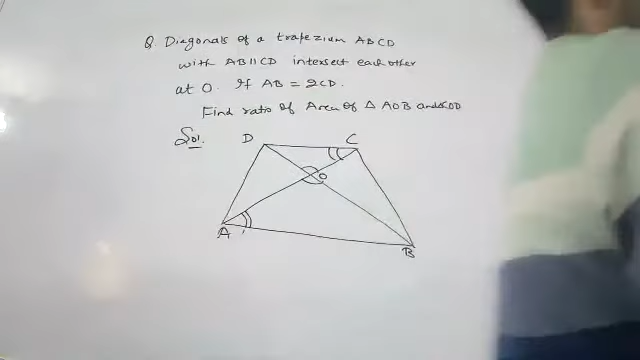 Q. Diagonals of a trapezium ABCD
with AB || CD intersect each other
at O. If AB = 2CD.
Find ratio of Area of Δ AOB and COD
Sol.
D C
O
A
B